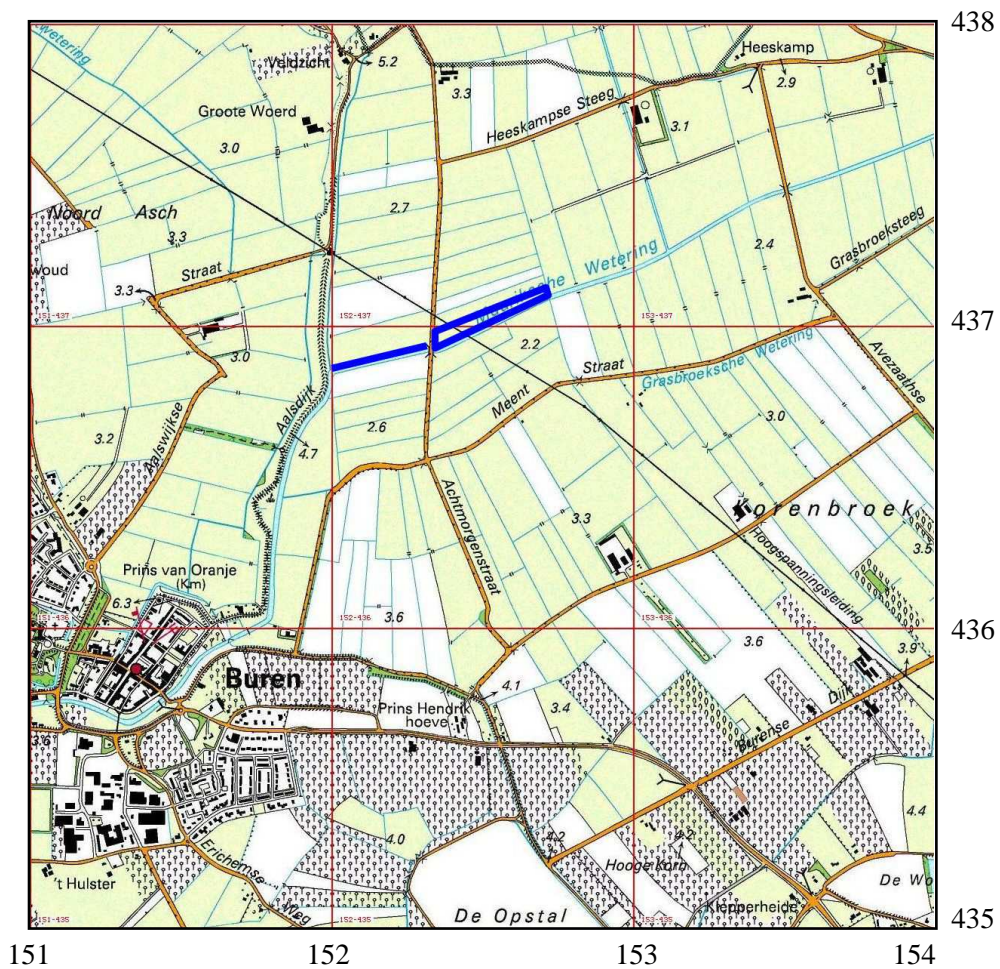 438
wetering
Veldzicht
5.2
Heeskamp
3.3
2.9
Groote Woerd
Heeskampse Steeg
3.1
3.0
2.7
Noord Asch
3.3
2.4
Grasbroeksteeg
woud
Straat
Wetering
3.3
151-437
152-437
153-437
437
3.0
2.2
Straat
Grasbroeksche Wetering
Avezaathse
Meent
Aalsdijk
3.2
Aalswijkse
2.6
3.0
4.7
Achtmorgenstraat
3.3
Korenbroek
3.5
Hoogspanningsleiding
Prins van Oranje
(Km)
6.3
151-436
152-436
153-436
436
3.6
3.6
3.9
Buren
4.1
Prins Hendrik
hoeve
3.4
Burense Dijk
3.6
4.4
4.0
4.2
4.2
Hooge Korn
Erichemse Weg
't Hulster
De Wo
Klepperheide
De Opstal
151-435
152-435
153-435
435
151
152
153
154